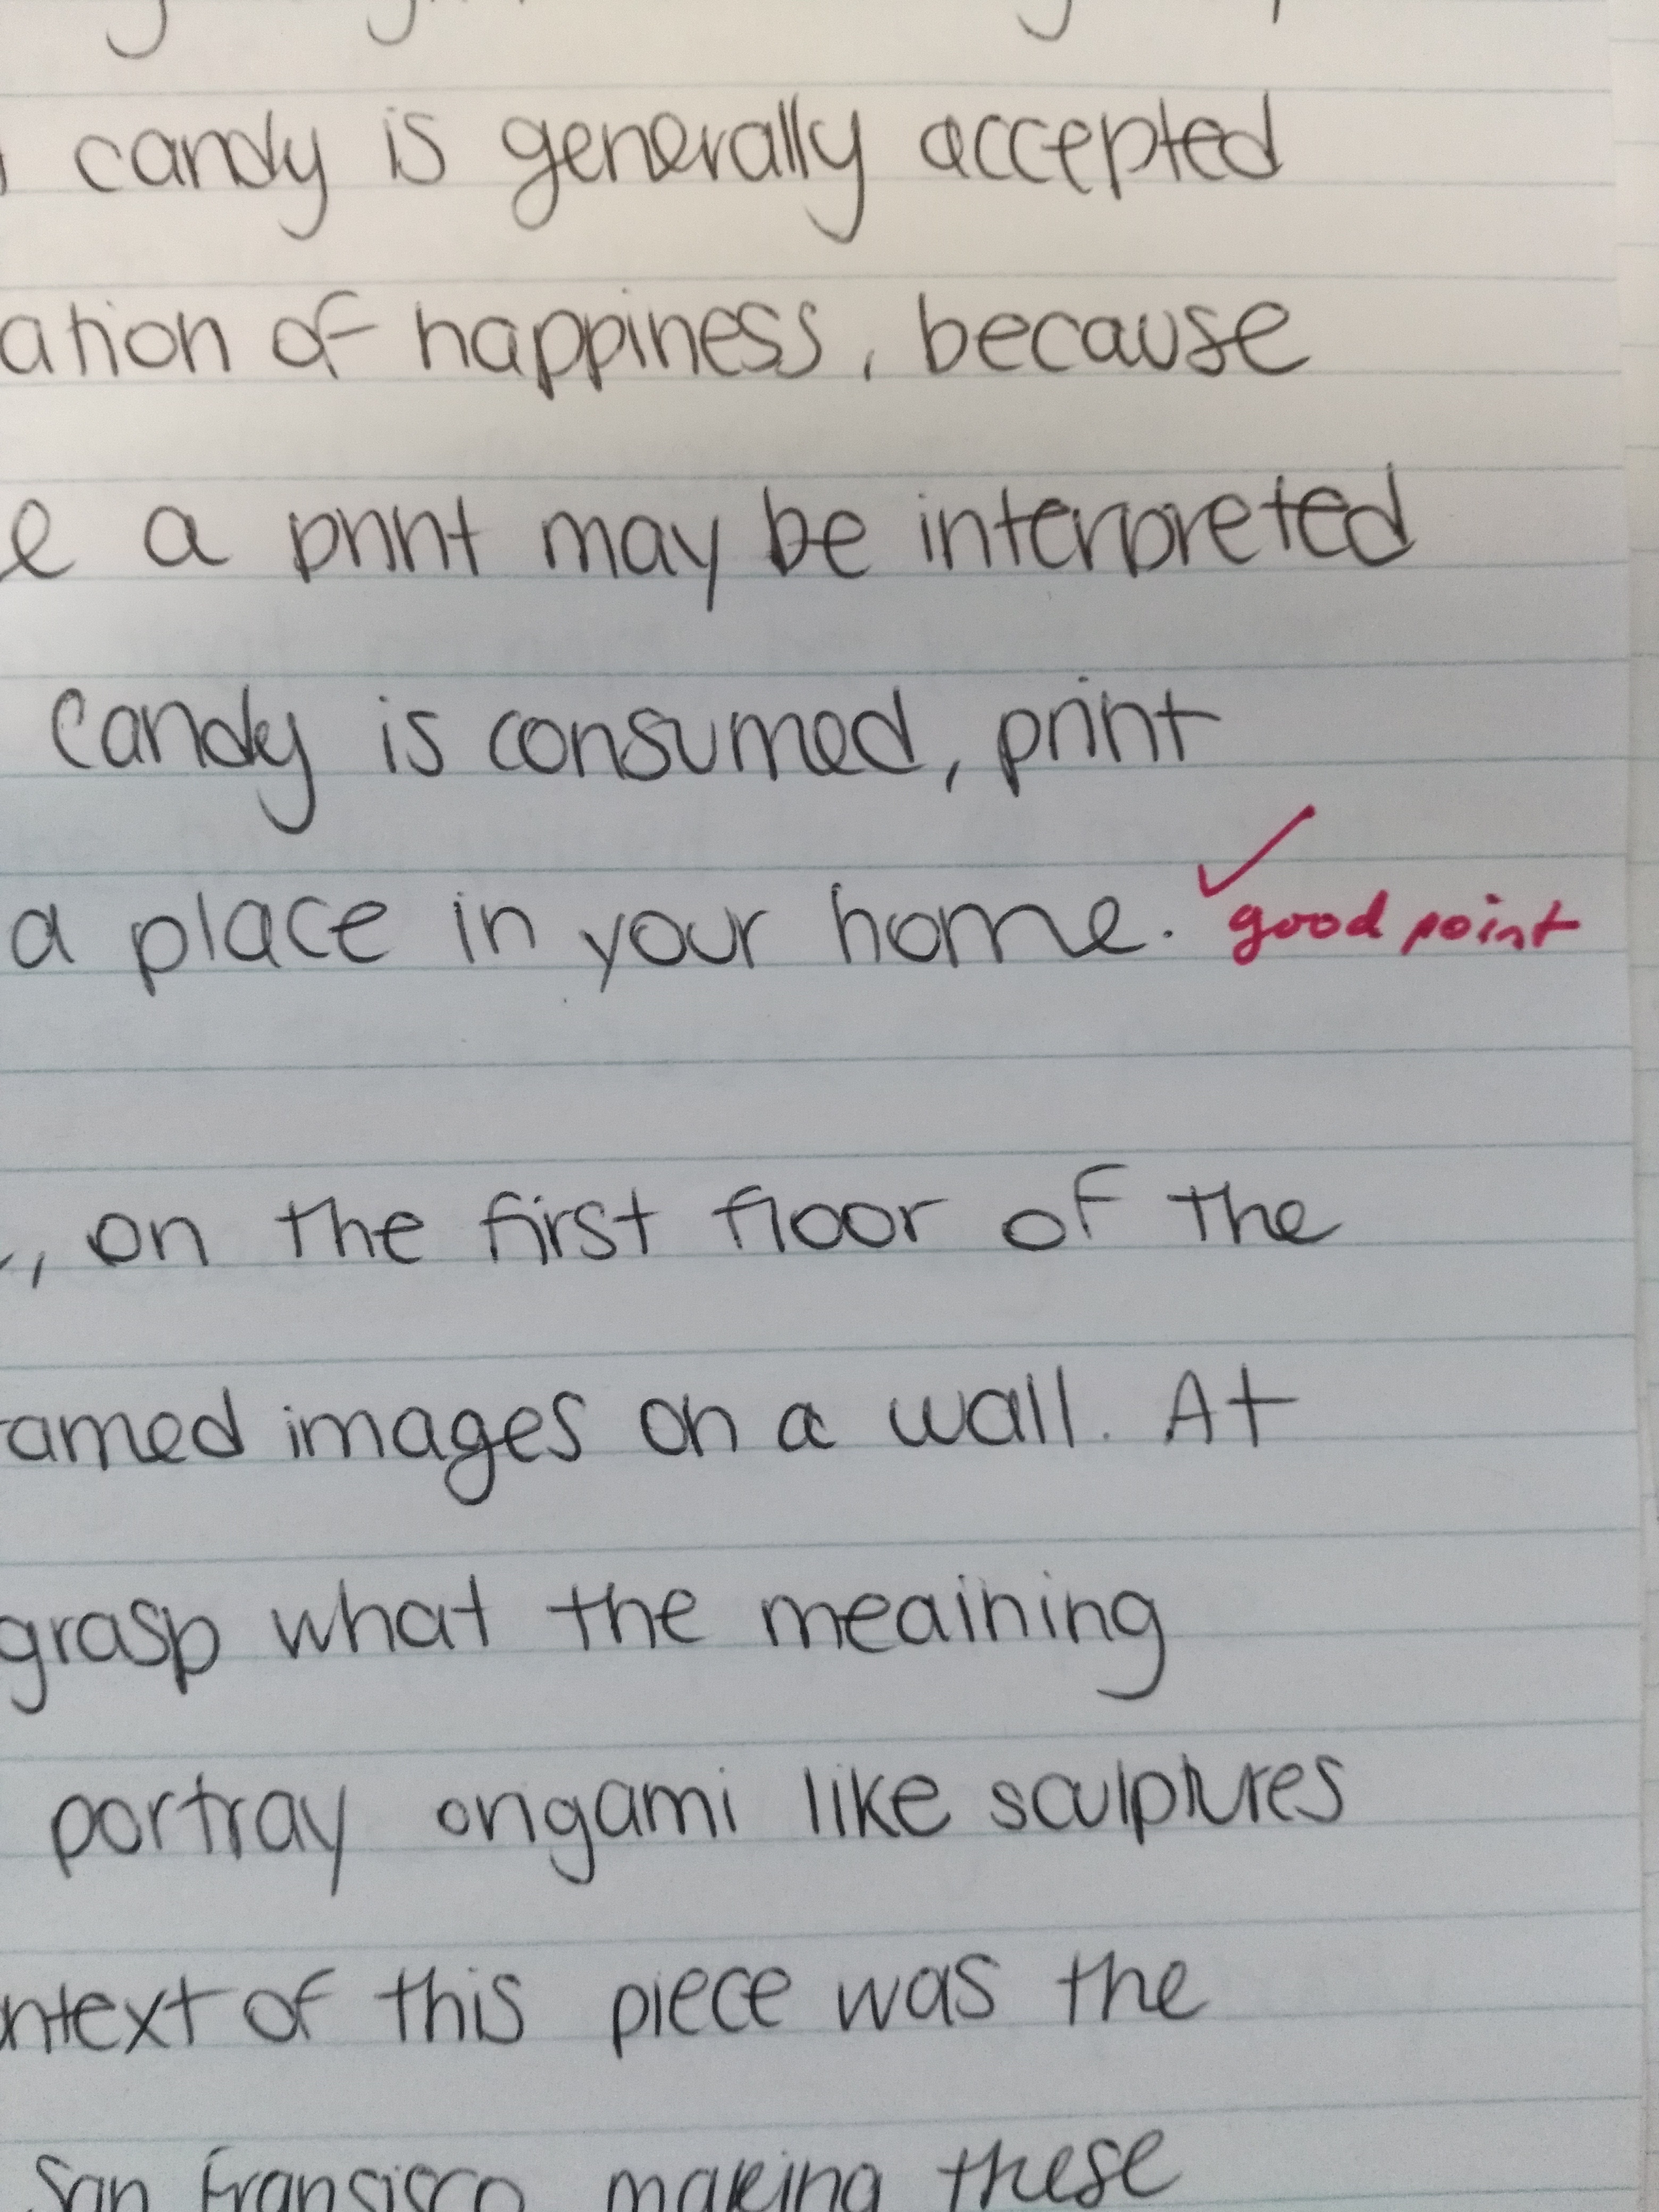 candy is generally accepted
ation of happiness, because
e a print may be interpreted
candy is consumed, print
a place in your home. good point
, on the first floor of the
amed images on a wall. At
grasp what the meaining
portray origami like sculptures
ntext of this piece was the
San Fransisco making these